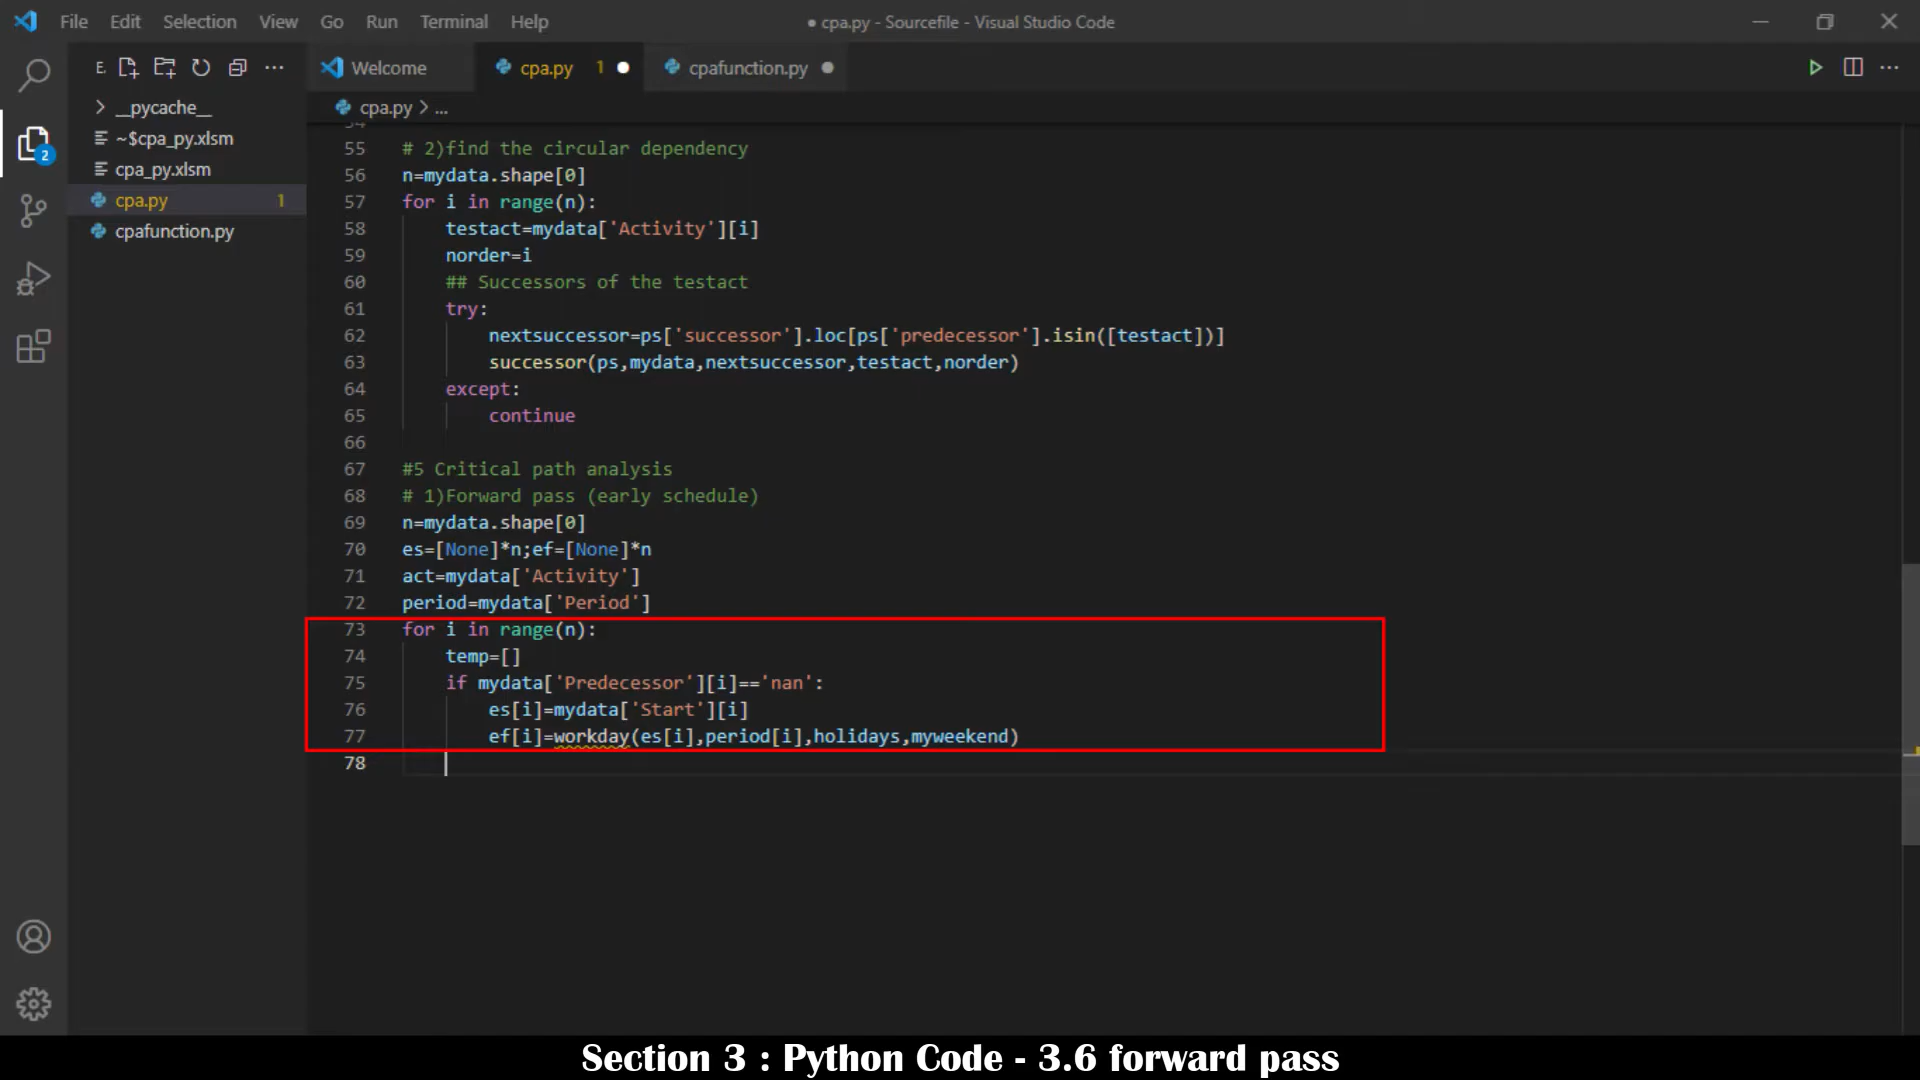 File Edit Selection View Go Run Terminal Help
● cpa.py - Sourcefile - Visual Studio Code
E.
Welcome
cpa.py 1
cpafunction.py
cpa.py > ...
__pycache__
~$cpa_py.xlsm
cpa_py.xlsm
cpa.py 1
cpafunction.py
2
54
55 # 2)find the circular dependency
56 n=mydata.shape[0]
57 for i in range(n):
58 testact=mydata['Activity'][i]
59 norder=i
60 ## Successors of the testact
61 try:
62 nextsuccessor=ps['successor'].loc[ps['predecessor'].isin([testact])]
63 successor(ps,mydata,nextsuccessor,testact,norder)
64 except:
65 continue
66
67 #5 Critical path analysis
68 # 1)Forward pass (early schedule)
69 n=mydata.shape[0]
70 es=[None]*n;ef=[None]*n
71 act=mydata['Activity']
72 period=mydata['Period']
73 for i in range(n):
74 temp=[]
75 if mydata['Predecessor'][i]=='nan':
76 es[i]=mydata['Start'][i]
77 ef[i]=workday(es[i],period[i],holidays,myweekend)
78
Section 3 : Python Code - 3.6 forward pass